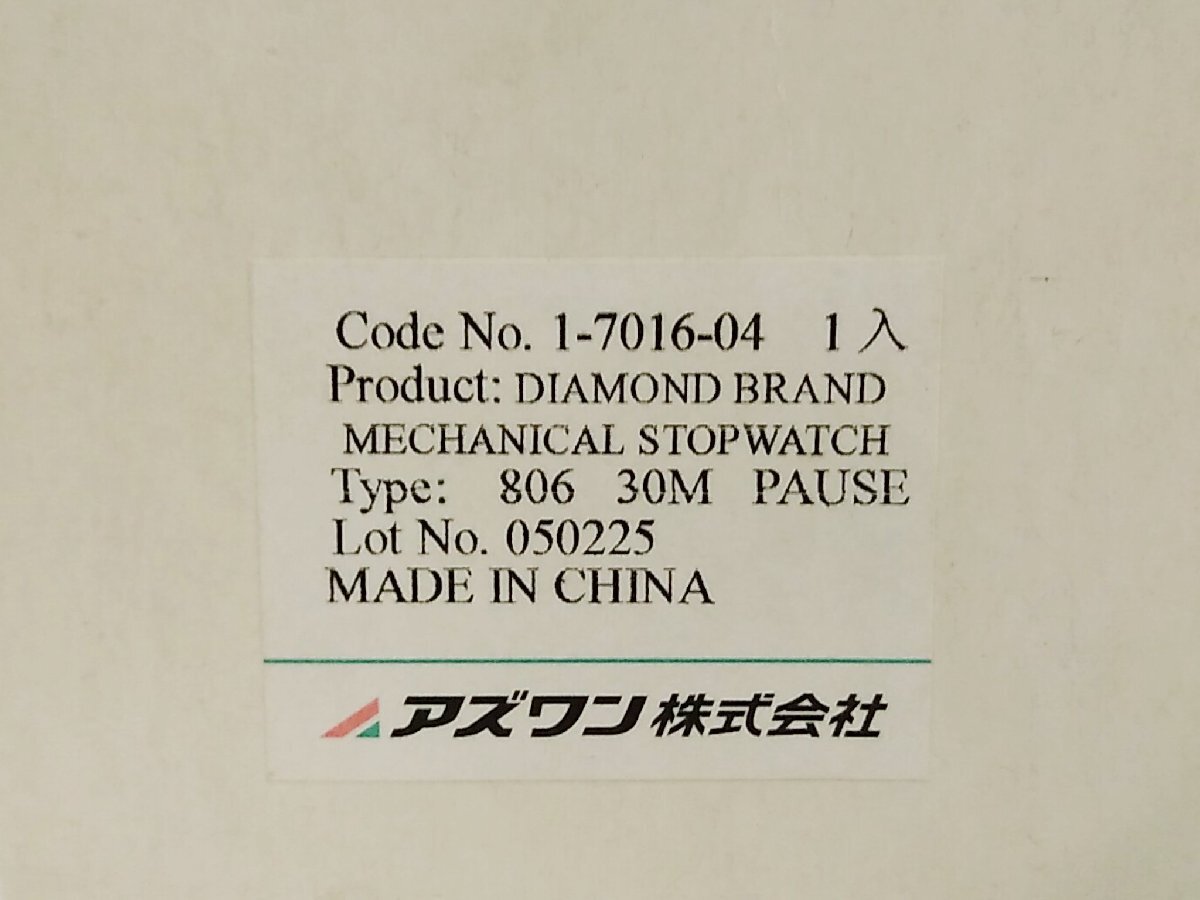 Code No. 1-7016-04 1入
Product: DIAMOND BRAND
MECHANICAL STOPWATCH
Type: 806 30M PAUSE
Lot No. 050225
MADE IN CHINA
アズワン株式会社